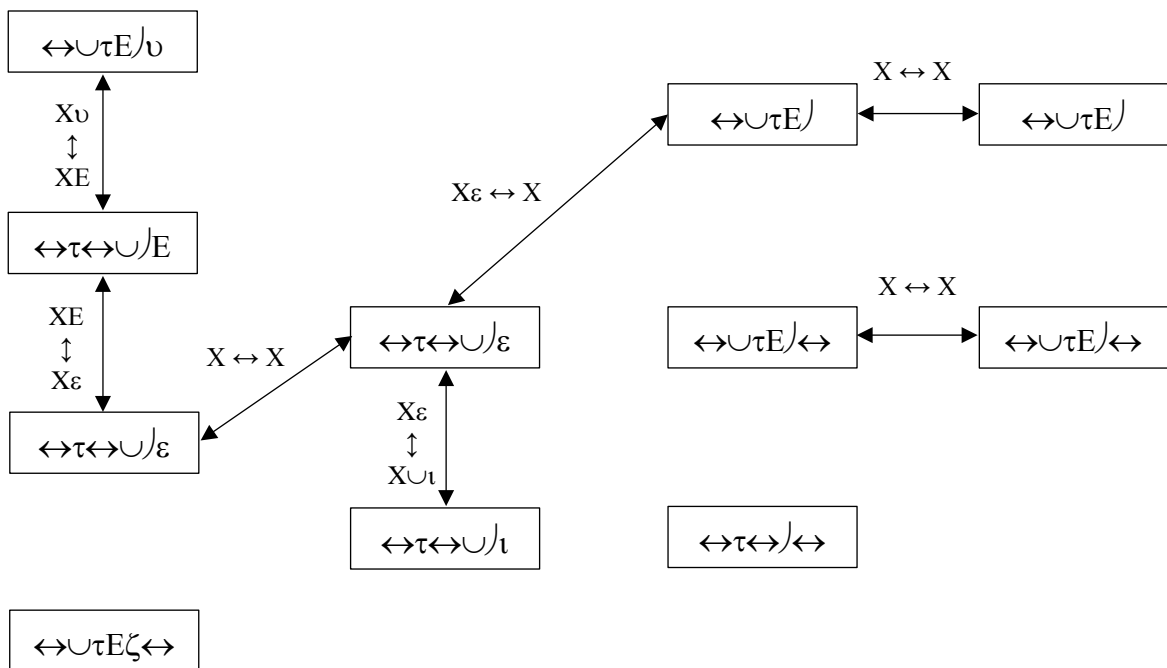 ↔∪τE⌡υ
Xυ
↕
XE
↔τ↔∪⌡E
XE
↕
Xε
↔τ↔∪⌡ε
↔∪τEζ↔
X ↔ X
↔τ↔∪⌡ε
Xε
↕
X∪ι
↔τ↔∪⌡ι
Xε ↔ X
↔∪τE⌡
X ↔ X
↔∪τE⌡
↔∪τE⌡↔
X ↔ X
↔∪τE⌡↔
↔τ↔⌡↔